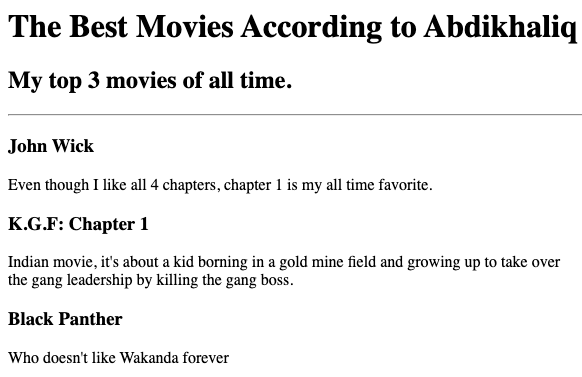 The Best Movies According to Abdikhaliq
My top 3 movies of all time.
John Wick
Even though I like all 4 chapters, chapter 1 is my all time favorite.
K.G.F: Chapter 1
Indian movie, it's about a kid borning in a gold mine field and growing up to take over
the gang leadership by killing the gang boss.
Black Panther
Who doesn't like Wakanda forever